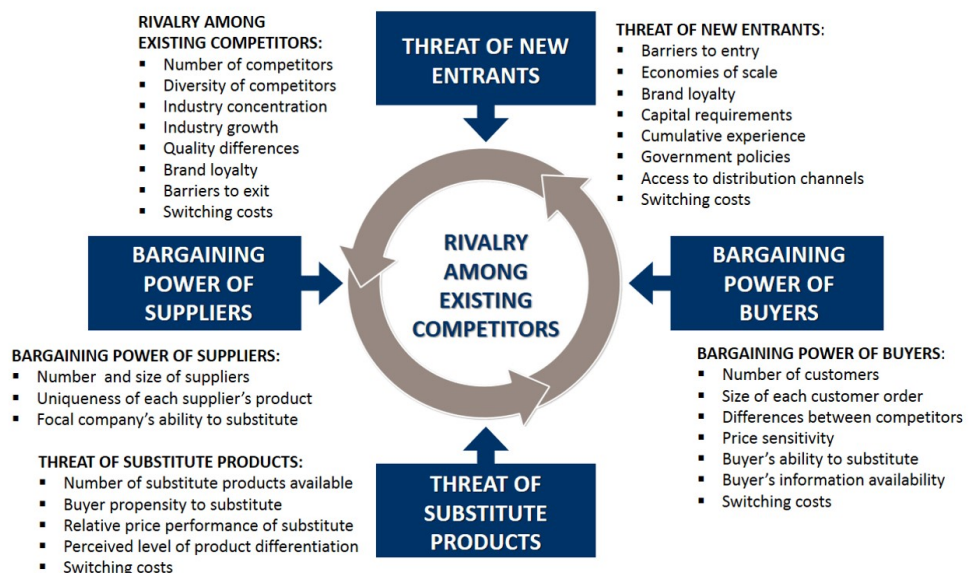 RIVALRY AMONG
EXISTING COMPETITORS:
▪ Number of competitors
▪ Diversity of competitors
▪ Industry concentration
▪ Industry growth
▪ Quality differences
▪ Brand loyalty
▪ Barriers to exit
▪ Switching costs
THREAT OF NEW
ENTRANTS
THREAT OF NEW ENTRANTS:
▪ Barriers to entry
▪ Economies of scale
▪ Brand loyalty
▪ Capital requirements
▪ Cumulative experience
▪ Government policies
▪ Access to distribution channels
▪ Switching costs
BARGAINING
POWER OF
SUPPLIERS
RIVALRY
AMONG
EXISTING
COMPETITORS
BARGAINING
POWER OF
BUYERS
BARGAINING POWER OF SUPPLIERS:
▪ Number and size of suppliers
▪ Uniqueness of each supplier's product
▪ Focal company's ability to substitute
BARGAINING POWER OF BUYERS:
▪ Number of customers
▪ Size of each customer order
▪ Differences between competitors
▪ Price sensitivity
▪ Buyer's ability to substitute
▪ Buyer's information availability
▪ Switching costs
THREAT OF SUBSTITUTE PRODUCTS:
▪ Number of substitute products available
▪ Buyer propensity to substitute
▪ Relative price performance of substitute
▪ Perceived level of product differentiation
▪ Switching costs
THREAT OF
SUBSTITUTE
PRODUCTS